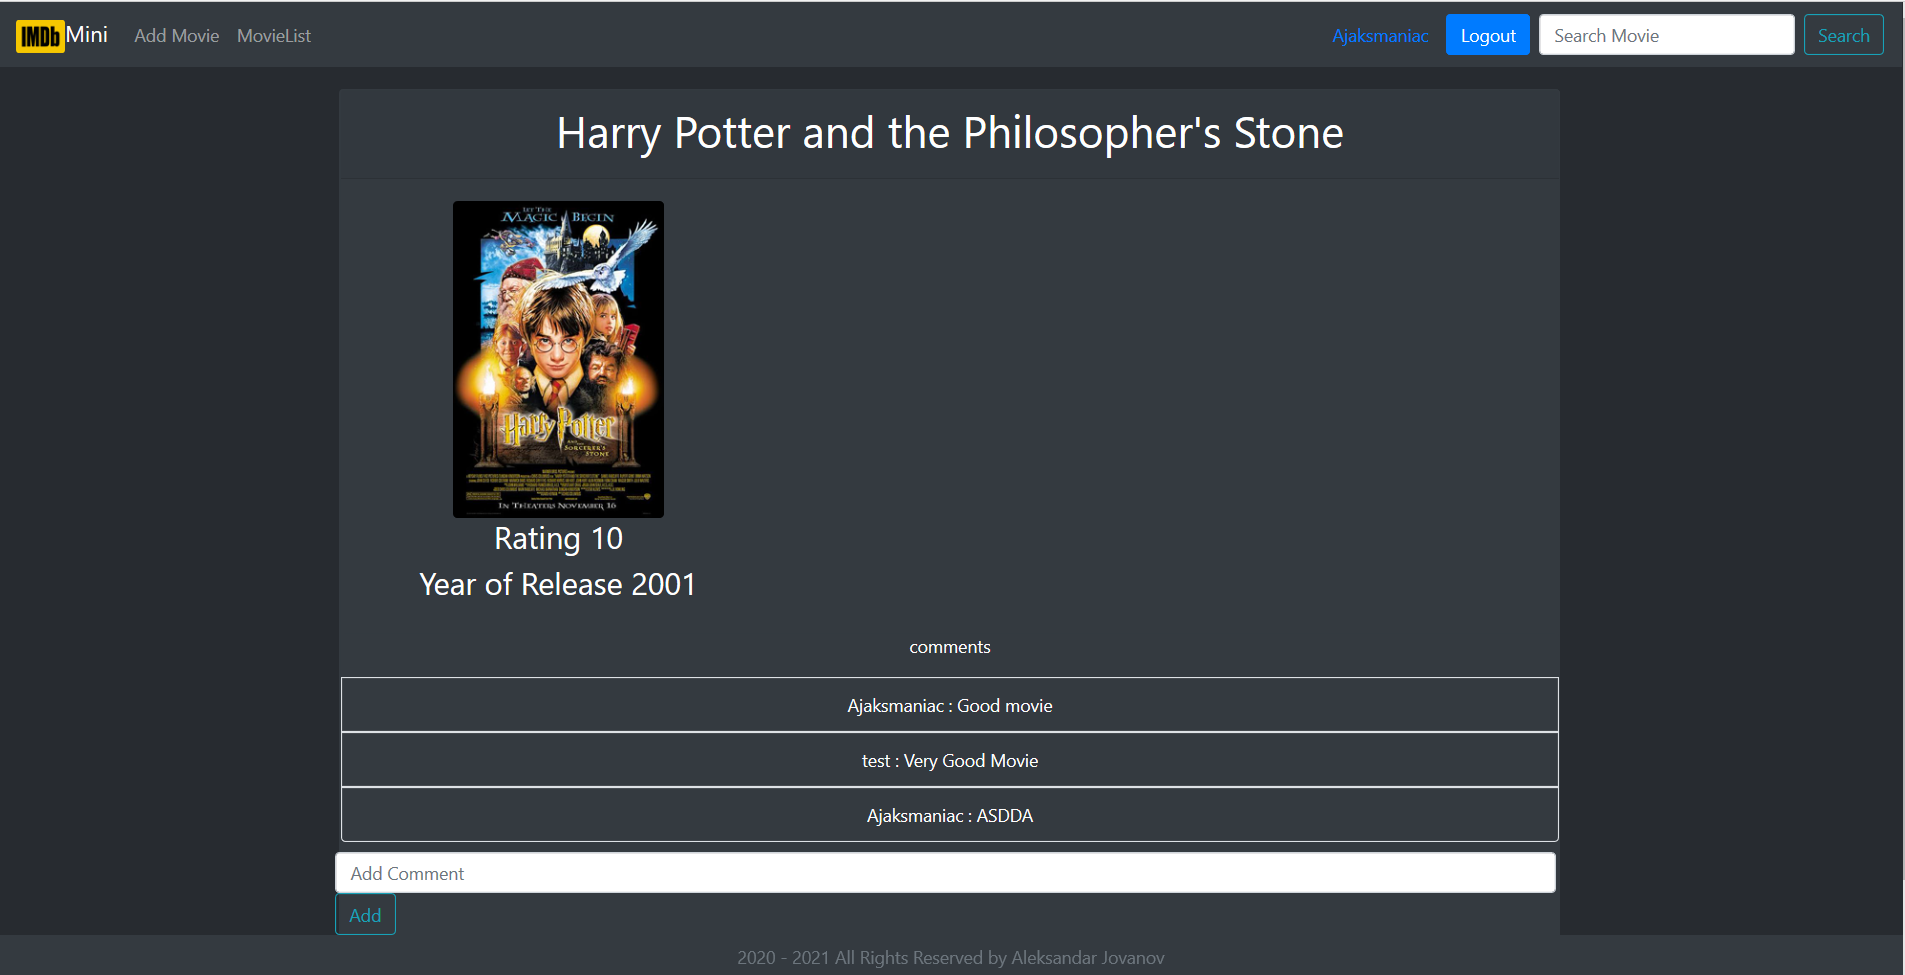 IMDb Mini Add Movie MovieList Ajaksmaniac Logout Search Movie Search
Harry Potter and the Philosopher's Stone
LET THE
MAGIC BEGIN
Harry Potter
AND THE
SORCERER'S
STONE
IN THEATERS NOVEMBER 16
Rating 10
Year of Release 2001
comments
Ajaksmaniac : Good movie
test : Very Good Movie
Ajaksmaniac : ASDDA
Add Comment
Add
2020 - 2021 All Rights Reserved by Aleksandar Jovanov